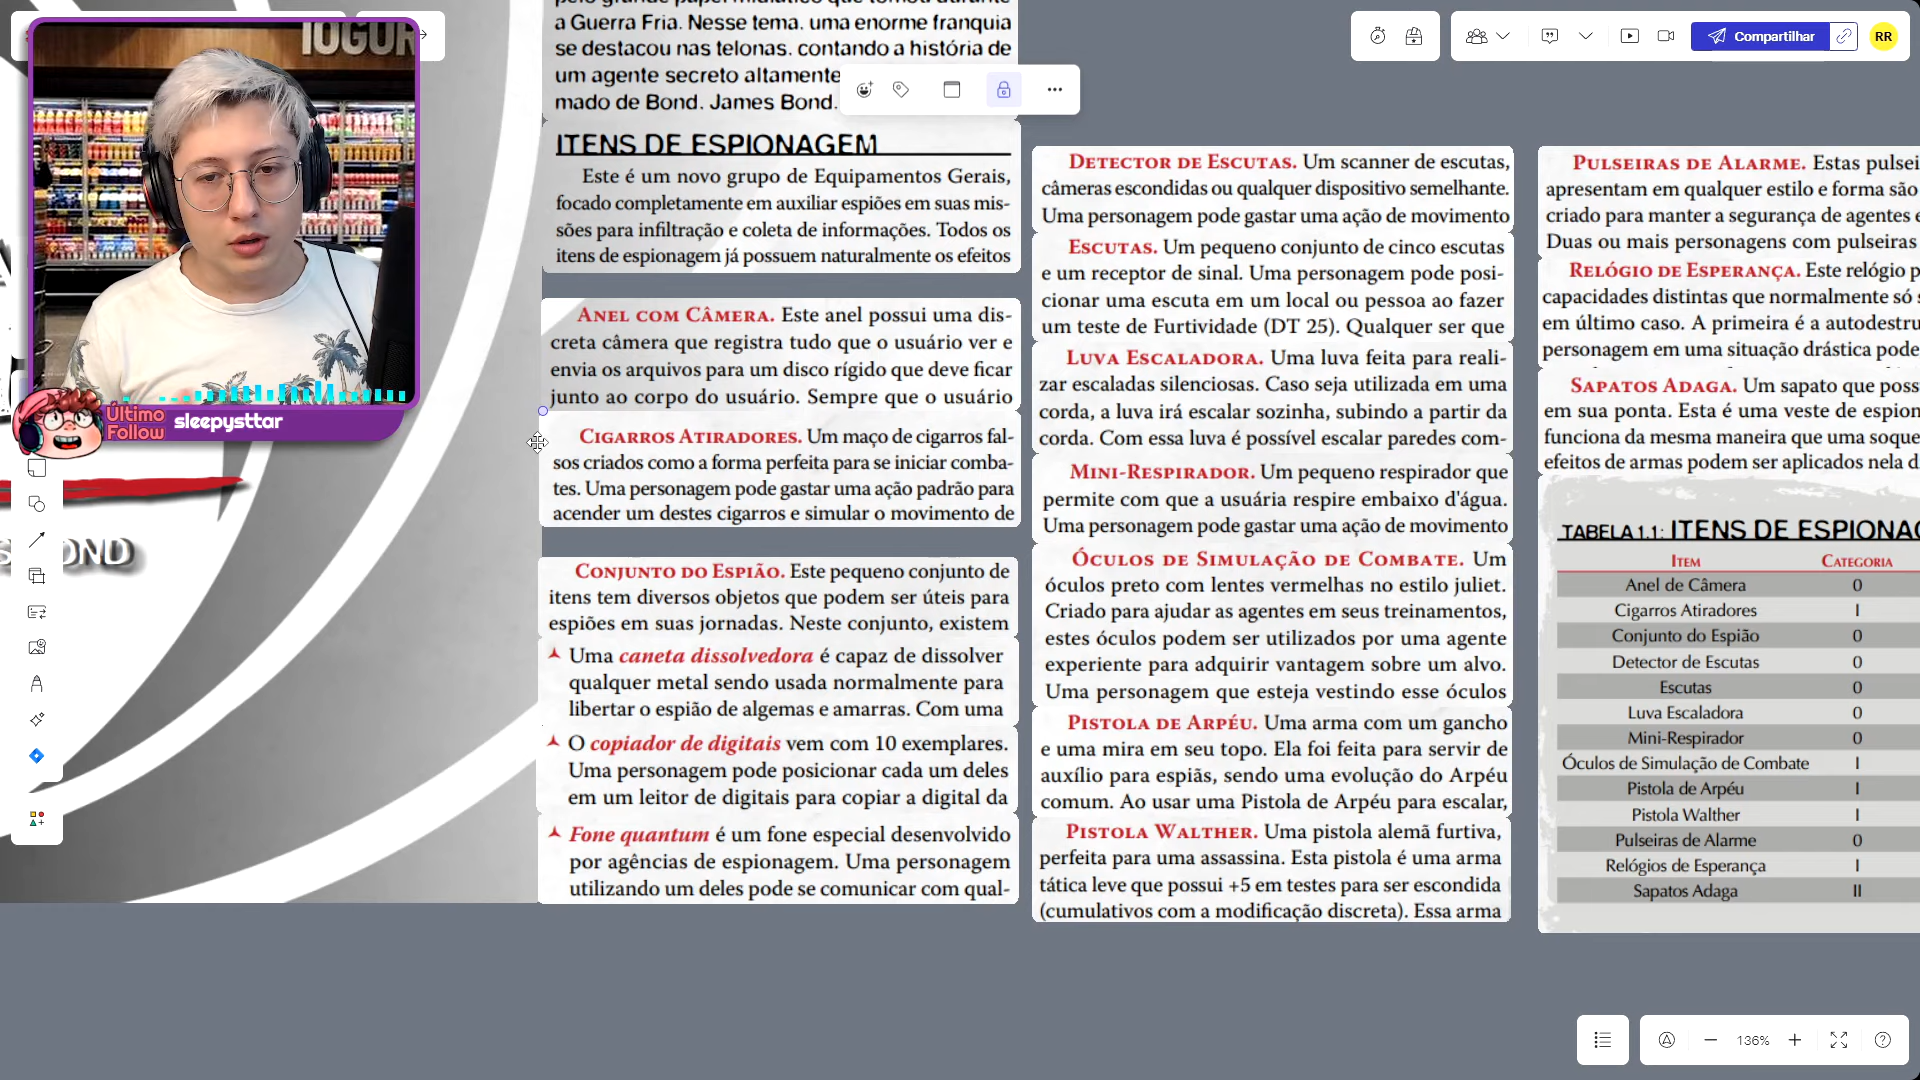 IOGUR
Último
Follow
sleepysttar
OND
pelo grande papel midiático que tomou durante
a Guerra Fria. Nesse tema, uma enorme franquia
se destacou nas telonas, contando a história de
um agente secreto altamente
mado de Bond. James Bond.
ITENS DE ESPIONAGEM
Este é um novo grupo de Equipamentos Gerais,
focado completamente em auxiliar espiões em suas mis-
sões para infiltração e coleta de informações. Todos os
itens de espionagem já possuem naturalmente os efeitos
ANEL COM CÂMERA. Este anel possui uma dis-
creta câmera que registra tudo que o usuário ver e
envia os arquivos para um disco rígido que deve ficar
junto ao corpo do usuário. Sempre que o usuário
CIGARROS ATIRADORES. Um maço de cigarros fal-
sos criados como a forma perfeita para se iniciar comba-
tes. Uma personagem pode gastar uma ação padrão para
acender um destes cigarros e simular o movimento de
CONJUNTO DO ESPIÃO. Este pequeno conjunto de
itens tem diversos objetos que podem ser úteis para
espiões em suas jornadas. Neste conjunto, existem
Uma caneta dissolvedora é capaz de dissolver
qualquer metal sendo usada normalmente para
libertar o espião de algemas e amarras. Com uma
O copiador de digitais vem com 10 exemplares.
Uma personagem pode posicionar cada um deles
em um leitor de digitais para copiar a digital da
Fone quantum é um fone especial desenvolvido
por agências de espionagem. Uma personagem
utilizando um deles pode se comunicar com qual-
DETECTOR DE ESCUTAS. Um scanner de escutas,
câmeras escondidas ou qualquer dispositivo semelhante.
Uma personagem pode gastar uma ação de movimento
ESCUTAS. Um pequeno conjunto de cinco escutas
e um receptor de sinal. Uma personagem pode posi-
cionar uma escuta em um local ou pessoa ao fazer
um teste de Furtividade (DT 25). Qualquer ser que
LUVA ESCALADORA. Uma luva feita para reali-
zar escaladas silenciosas. Caso seja utilizada em uma
corda, a luva irá escalar sozinha, subindo a partir da
corda. Com essa luva é possível escalar paredes com-
MINI-RESPIRADOR. Um pequeno respirador que
permite com que a usuária respire embaixo d'água.
Uma personagem pode gastar uma ação de movimento
ÓCULOS DE SIMULAÇÃO DE COMBATE. Um
óculos preto com lentes vermelhas no estilo juliet.
Criado para ajudar as agentes em seus treinamentos,
estes óculos podem ser utilizados por uma agente
experiente para adquirir vantagem sobre um alvo.
Uma personagem que esteja vestindo esse óculos
PISTOLA DE ARPÉU. Uma arma com um gancho
e uma mira em seu topo. Ela foi feita para servir de
auxílio para espiãs, sendo uma evolução do Arpéu
comum. Ao usar uma Pistola de Arpéu para escalar,
PISTOLA WALTHER. Uma pistola alemã furtiva,
perfeita para uma assassina. Esta pistola é uma arma
tática leve que possui +5 em testes para ser escondida
(cumulativos com a modificação discreta). Essa arma
Compartilhar
RR
PULSEIRAS DE ALARME. Estas pulsei
apresentam em qualquer estilo e forma são
criado para manter a segurança de agentes e
Duas ou mais personagens com pulseiras
RELÓGIO DE ESPERANÇA. Este relógio p
capacidades distintas que normalmente só s
em último caso. A primeira é a autodestru
personagem em uma situação drástica pode
SAPATOS ADAGA. Um sapato que poss
em sua ponta. Esta é uma veste de espion
funciona da mesma maneira que uma soque
efeitos de armas podem ser aplicados nela d
TABELA 1.1: ITENS DE ESPIONAG
ITEM CATEGORIA
Anel de Câmera 0
Cigarros Atiradores I
Conjunto do Espião 0
Detector de Escutas 0
Escutas 0
Luva Escaladora 0
Mini-Respirador 0
Óculos de Simulação de Combate I
Pistola de Arpéu I
Pistola Walther I
Pulseiras de Alarme 0
Relógios de Esperança I
Sapatos Adaga II
136%